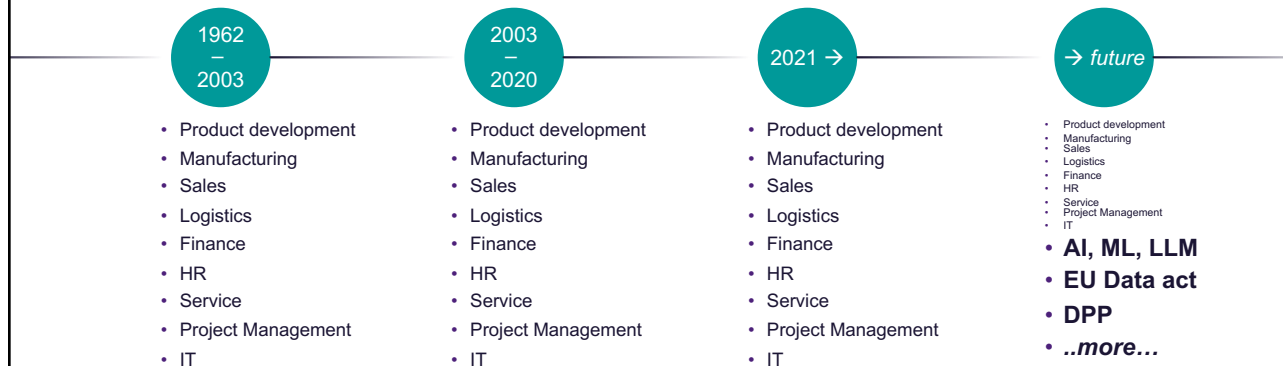 1962
–
2003
• Product development
• Manufacturing
• Sales
• Logistics
• Finance
• HR
• Service
• Project Management
• IT
2003
–
2020
• Product development
• Manufacturing
• Sales
• Logistics
• Finance
• HR
• Service
• Project Management
• IT
2021 →
• Product development
• Manufacturing
• Sales
• Logistics
• Finance
• HR
• Service
• Project Management
• IT
→ future
• Product development
• Manufacturing
• Sales
• Logistics
• Finance
• HR
• Service
• Project Management
• IT
• AI, ML, LLM
• EU Data act
• DPP
• ..more…